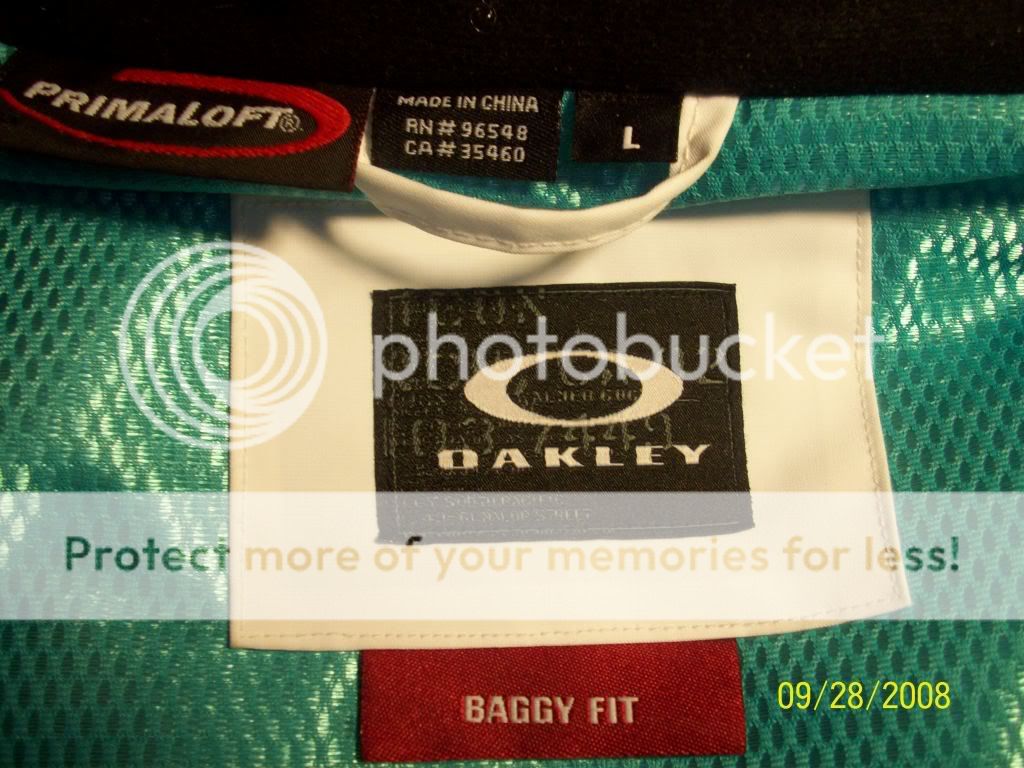 PRIMALOFT®
MADE IN CHINA
RN # 96548
CA # 35460
L
photobucket
OAKLEY
Protect more of your memories for less!
BAGGY FIT
09/28/2008